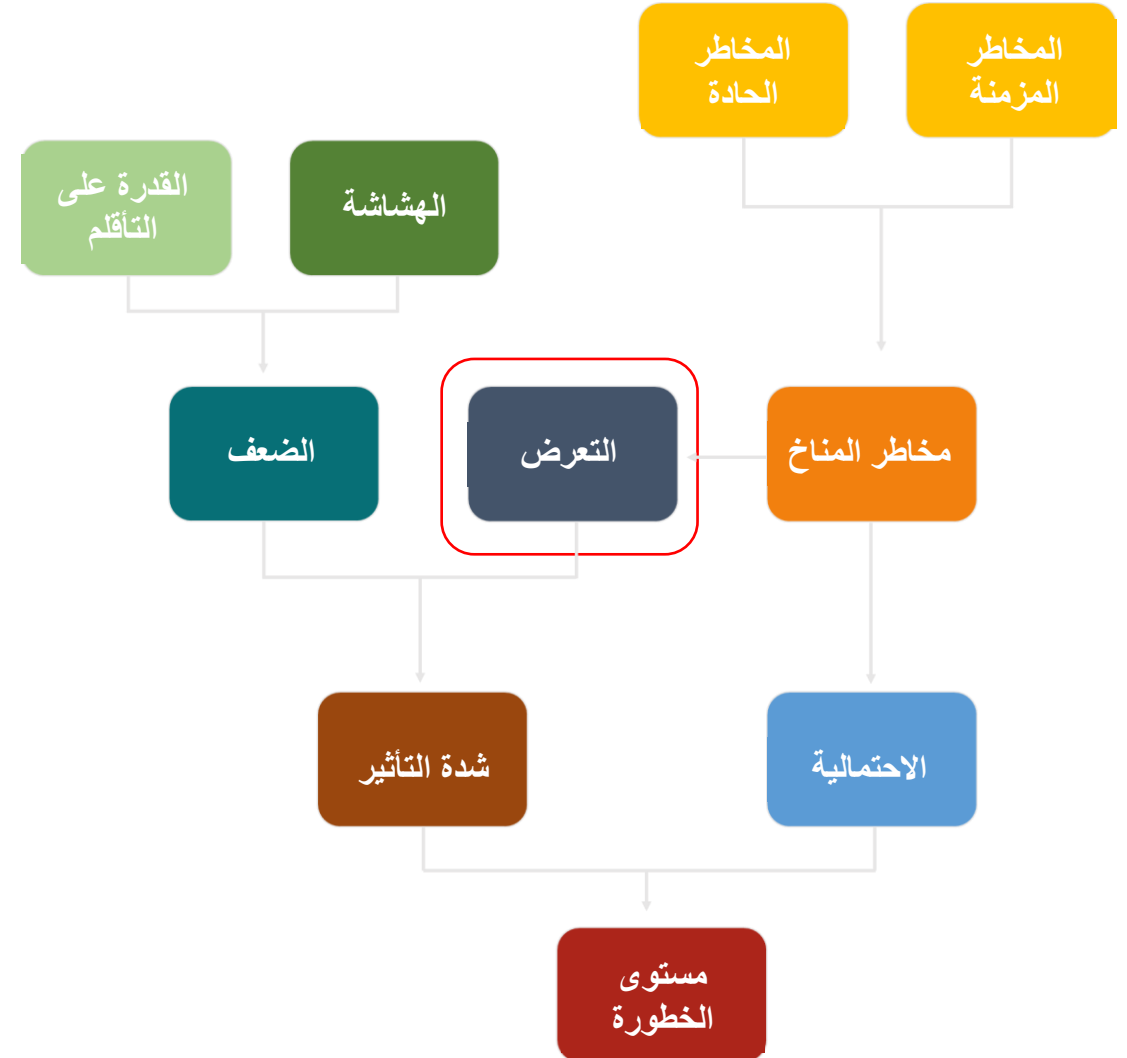 المخاطر
المزمنة
المخاطر
الحادة
الهشاشة
القدرة على
التأقلم
مخاطر المناخ
التعرض
الضعف
الاحتمالية
شدة التأثير
مستوى
الخطورة